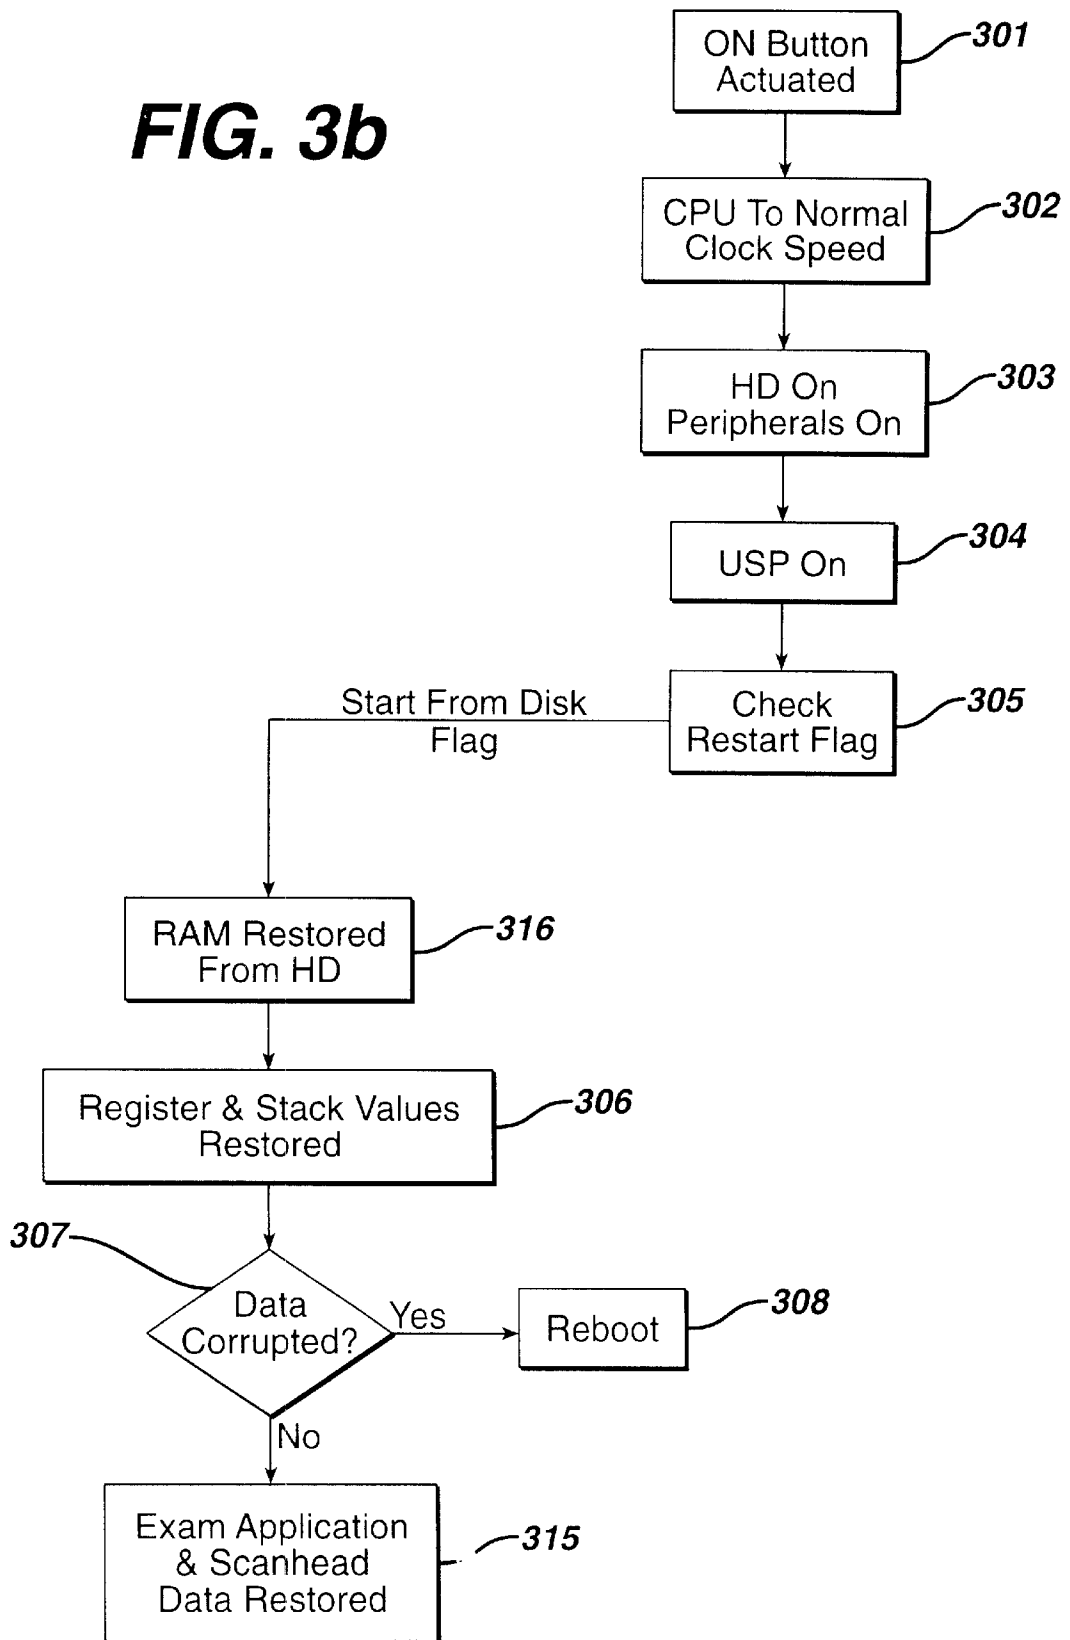 FIG. 3b
ON Button
Actuated
301
CPU To Normal
Clock Speed
302
HD On
Peripherals On
303
USP On
304
Check
Restart Flag
305
Start From Disk
Flag
RAM Restored
From HD
316
Register & Stack Values
Restored
306
307
Data
Corrupted?
Yes
Reboot
308
No
Exam Application
& Scanhead
Data Restored
315